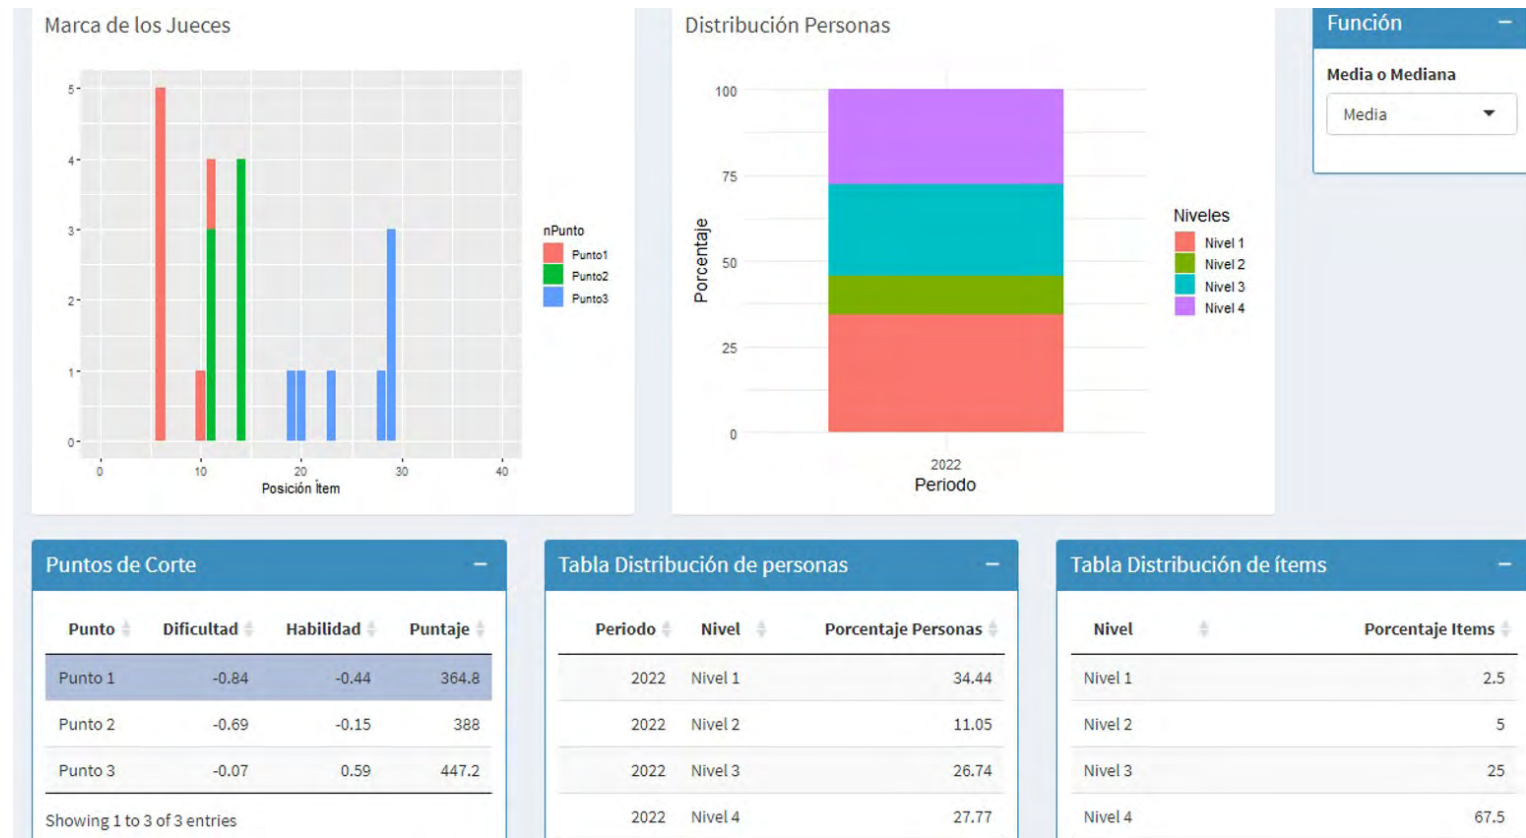 Marca de los Jueces
5
4
3
2
1
0
0 10 20 30 40
Posición Ítem
nPunto
Punto1
Punto2
Punto3
Distribución Personas
Porcentaje
100
75
50
25
0
2022
Periodo
Niveles
Nivel 1
Nivel 2
Nivel 3
Nivel 4
Función
Media o Mediana
Media
Puntos de Corte
Punto Dificultad Habilidad Puntaje
Punto 1 -0.84 -0.44 364.8
Punto 2 -0.69 -0.15 388
Punto 3 -0.07 0.59 447.2
Showing 1 to 3 of 3 entries
Tabla Distribución de personas
Periodo Nivel Porcentaje Personas
2022 Nivel 1 34.44
2022 Nivel 2 11.05
2022 Nivel 3 26.74
2022 Nivel 4 27.77
Tabla Distribución de ítems
Nivel Porcentaje Items
Nivel 1 2.5
Nivel 2 5
Nivel 3 25
Nivel 4 67.5